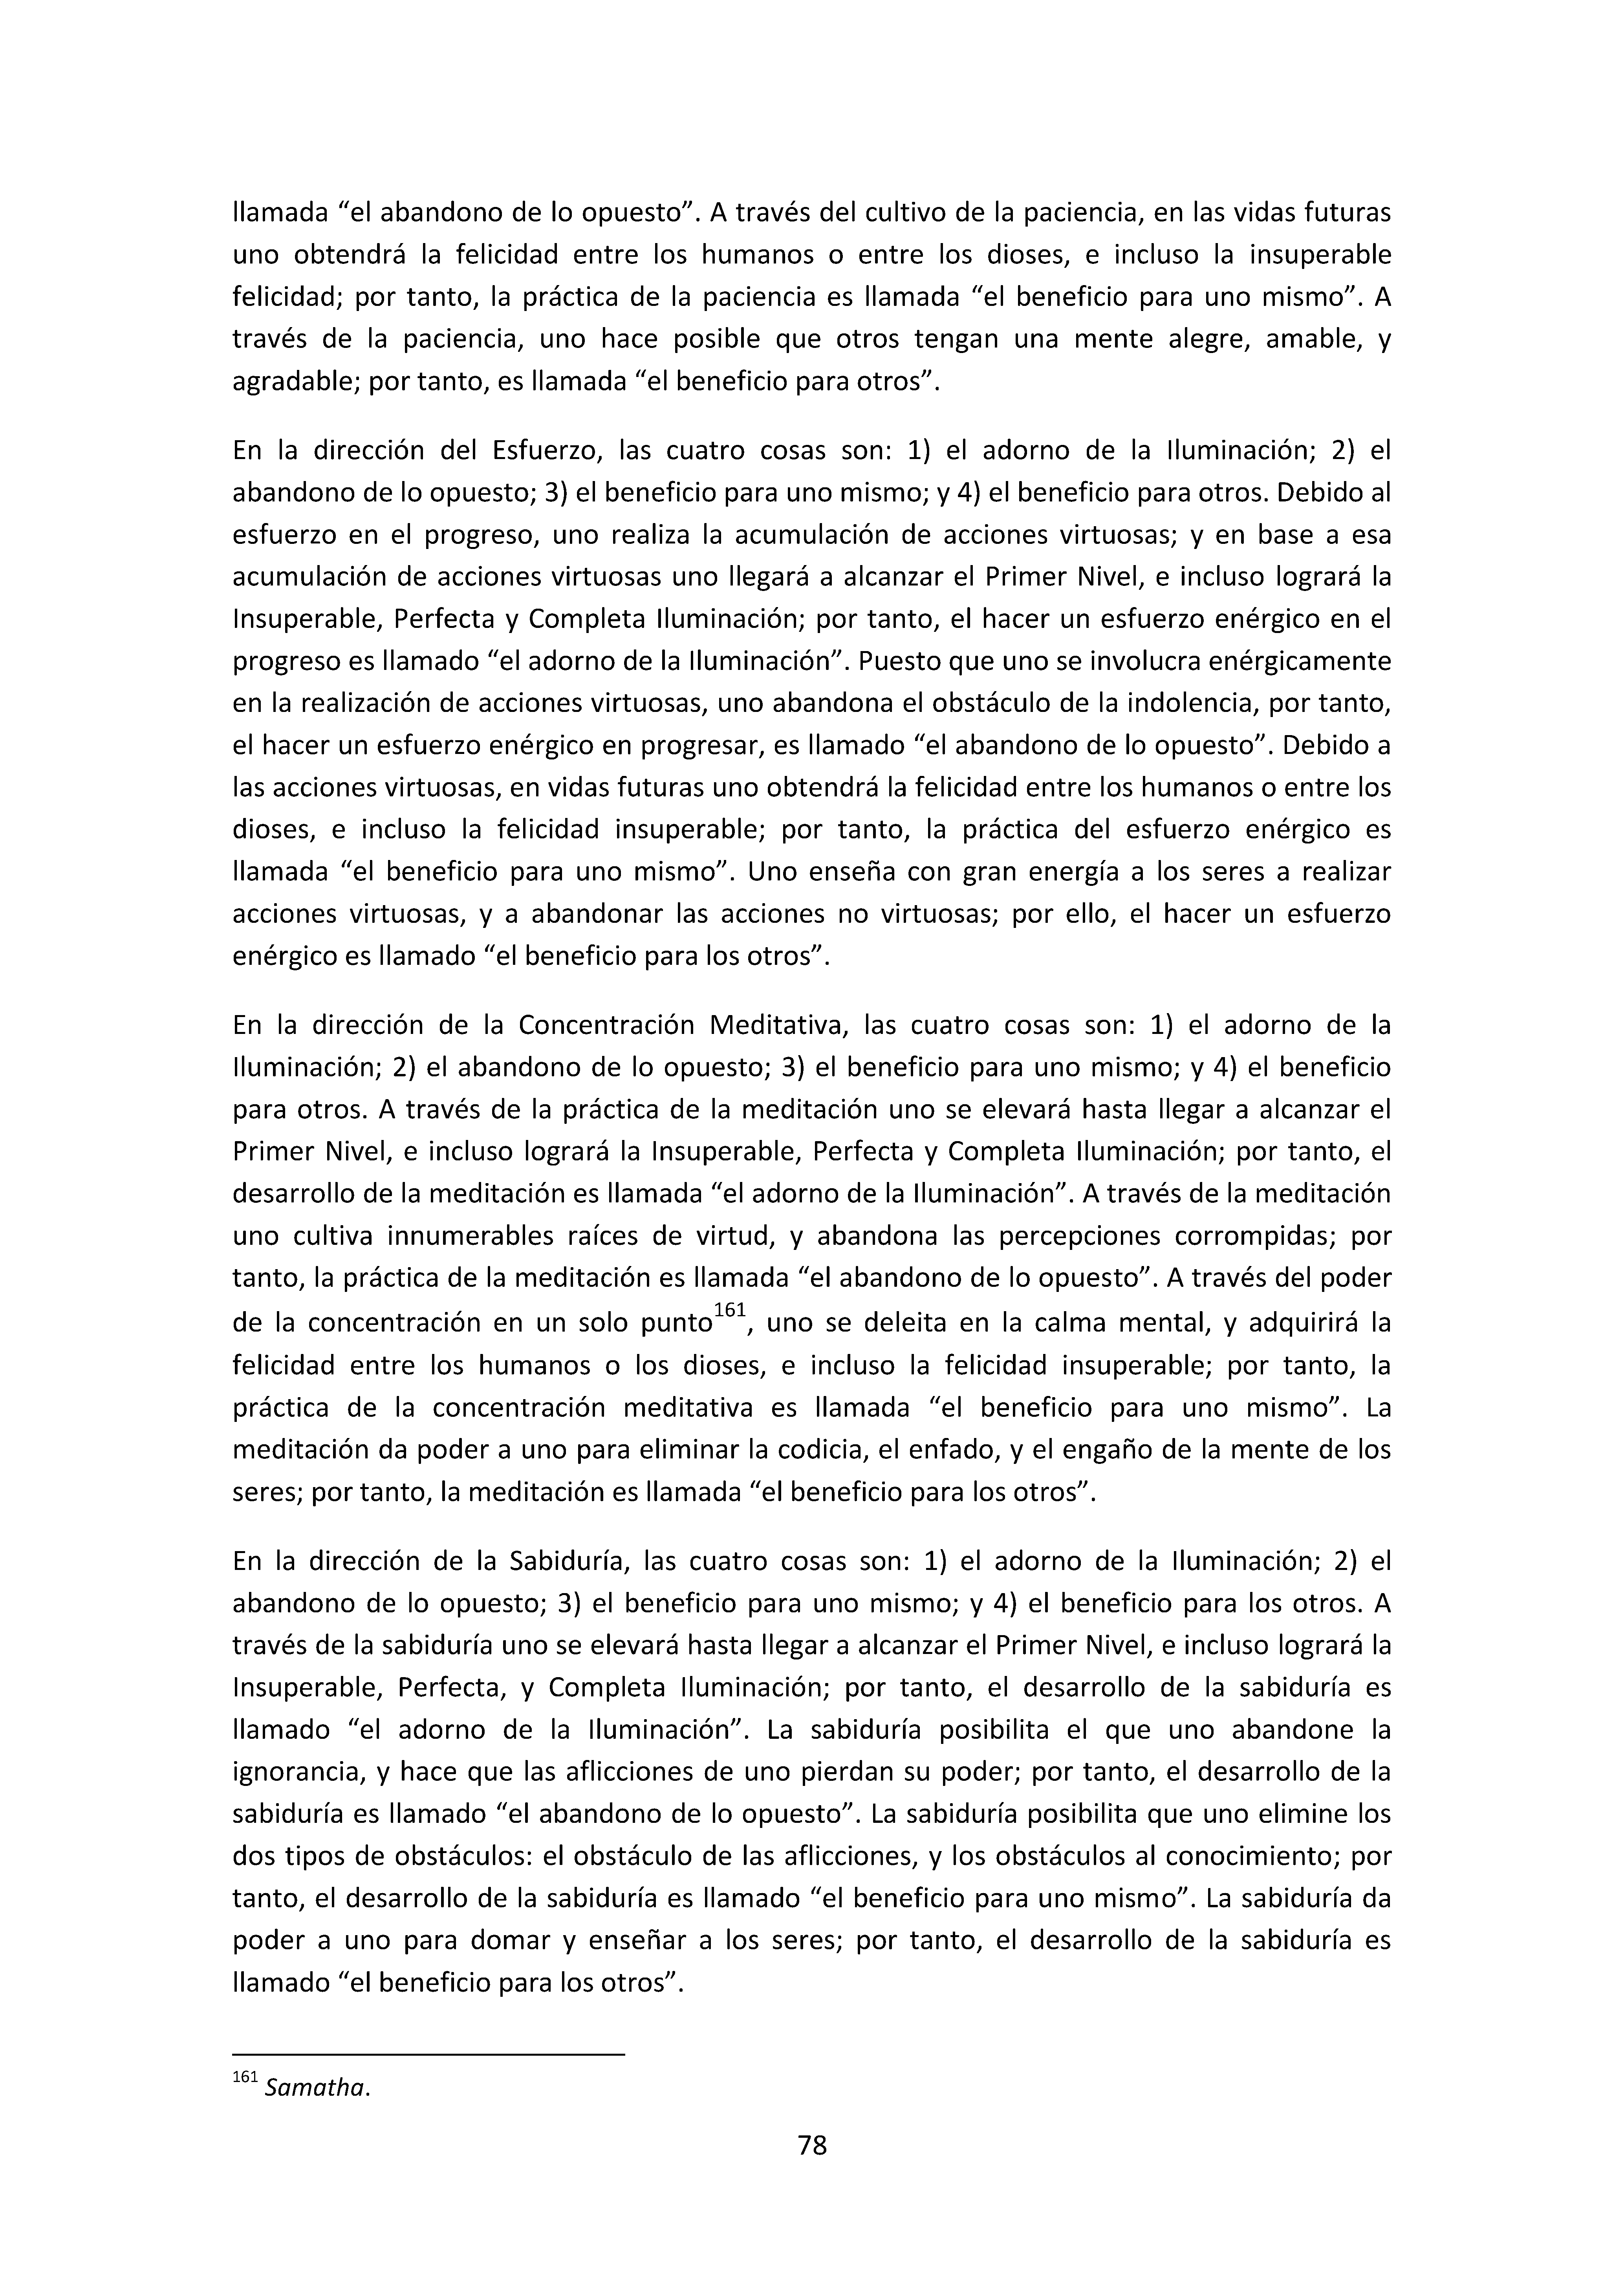 llamada “el abandono de lo opuesto”. A través del cultivo de la paciencia, en las vidas futuras
uno obtendrá la felicidad entre los humanos o entre los dioses, e incluso la insuperable
felicidad; por tanto, la práctica de la paciencia es llamada “el beneficio para uno mismo”. A
través de la paciencia, uno hace posible que otros tengan una mente alegre, amable, y
agradable; por tanto, es llamada “el beneficio para otros”.
En la dirección del Esfuerzo, las cuatro cosas son: 1) el adorno de la Iluminación; 2) el
abandono de lo opuesto; 3) el beneficio para uno mismo; y 4) el beneficio para otros. Debido al
esfuerzo en el progreso, uno realiza la acumulación de acciones virtuosas; y en base a esa
acumulación de acciones virtuosas uno llegará a alcanzar el Primer Nivel, e incluso logrará la
Insuperable, Perfecta y Completa Iluminación; por tanto, el hacer un esfuerzo enérgico en el
progreso es llamado “el adorno de la Iluminación”. Puesto que uno se involucra enérgicamente
en la realización de acciones virtuosas, uno abandona el obstáculo de la indolencia, por tanto,
el hacer un esfuerzo enérgico en progresar, es llamado “el abandono de lo opuesto”. Debido a
las acciones virtuosas, en vidas futuras uno obtendrá la felicidad entre los humanos o entre los
dioses, e incluso la felicidad insuperable; por tanto, la práctica del esfuerzo enérgico es
llamada “el beneficio para uno mismo”. Uno enseña con gran energía a los seres a realizar
acciones virtuosas, y a abandonar las acciones no virtuosas; por ello, el hacer un esfuerzo
enérgico es llamado “el beneficio para los otros”.
En la dirección de la Concentración Meditativa, las cuatro cosas son: 1) el adorno de la
Iluminación; 2) el abandono de lo opuesto; 3) el beneficio para uno mismo; y 4) el beneficio
para otros. A través de la práctica de la meditación uno se elevará hasta llegar a alcanzar el
Primer Nivel, e incluso logrará la Insuperable, Perfecta y Completa Iluminación; por tanto, el
desarrollo de la meditación es llamada “el adorno de la Iluminación”. A través de la meditación
uno cultiva innumerables raíces de virtud, y abandona las percepciones corrompidas; por
tanto, la práctica de la meditación es llamada “el abandono de lo opuesto”. A través del poder
de la concentración en un solo punto161, uno se deleita en la calma mental, y adquirirá la
felicidad entre los humanos o los dioses, e incluso la felicidad insuperable; por tanto, la
práctica de la concentración meditativa es llamada “el beneficio para uno mismo”. La
meditación da poder a uno para eliminar la codicia, el enfado, y el engaño de la mente de los
seres; por tanto, la meditación es llamada “el beneficio para los otros”.
En la dirección de la Sabiduría, las cuatro cosas son: 1) el adorno de la Iluminación; 2) el
abandono de lo opuesto; 3) el beneficio para uno mismo; y 4) el beneficio para los otros. A
través de la sabiduría uno se elevará hasta llegar a alcanzar el Primer Nivel, e incluso logrará la
Insuperable, Perfecta, y Completa Iluminación; por tanto, el desarrollo de la sabiduría es
llamado “el adorno de la Iluminación”. La sabiduría posibilita el que uno abandone la
ignorancia, y hace que las aflicciones de uno pierdan su poder; por tanto, el desarrollo de la
sabiduría es llamado “el abandono de lo opuesto”. La sabiduría posibilita que uno elimine los
dos tipos de obstáculos: el obstáculo de las aflicciones, y los obstáculos al conocimiento; por
tanto, el desarrollo de la sabiduría es llamado “el beneficio para uno mismo”. La sabiduría da
poder a uno para domar y enseñar a los seres; por tanto, el desarrollo de la sabiduría es
llamado “el beneficio para los otros”.
161 Samatha.
78